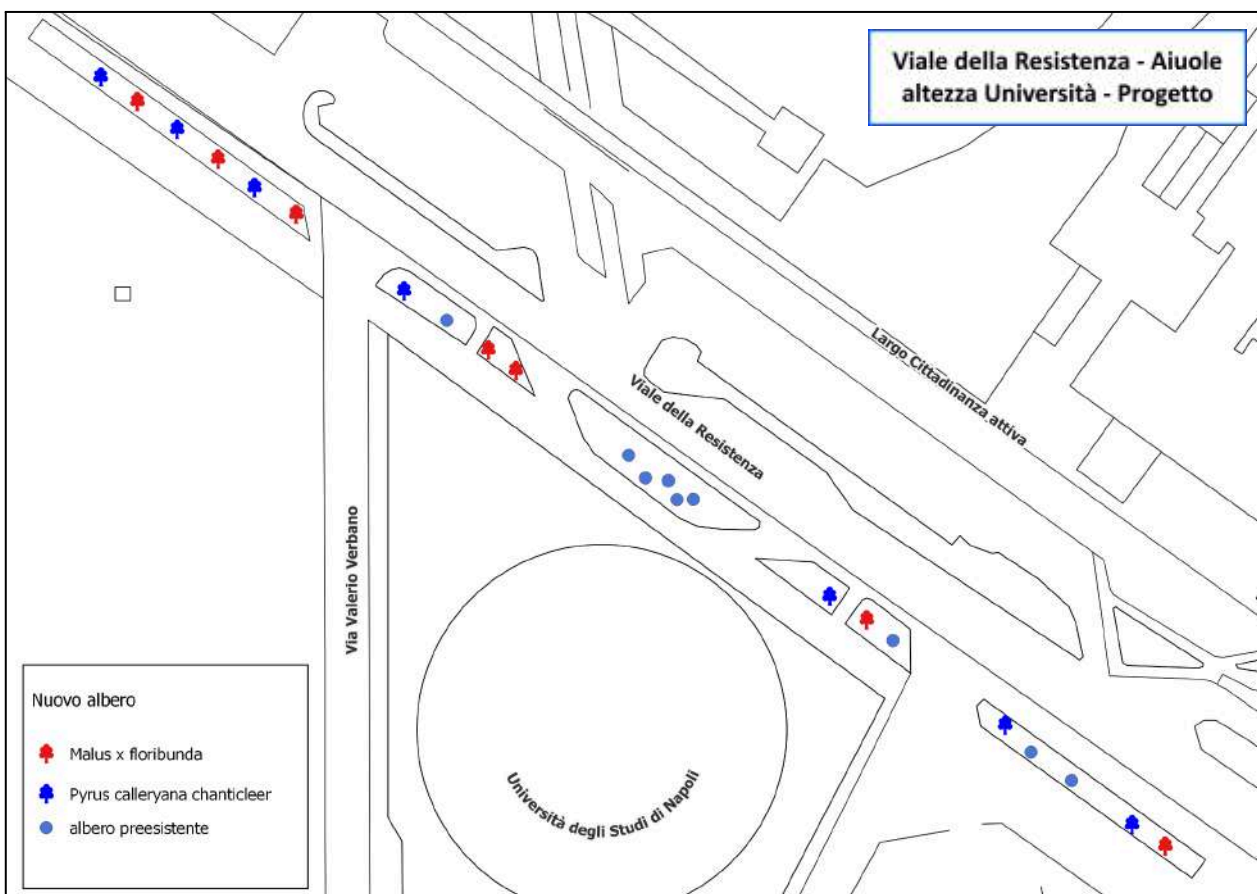 Viale della Resistenza - Aiuole
altezza Università - Progetto
Largo Cittadinanza attiva
Viale della Resistenza
Via Valerio Verbano
Università degli Studi di Napoli
Nuovo albero
Malus x floribunda
Pyrus calleryana chanticleer
albero preesistente